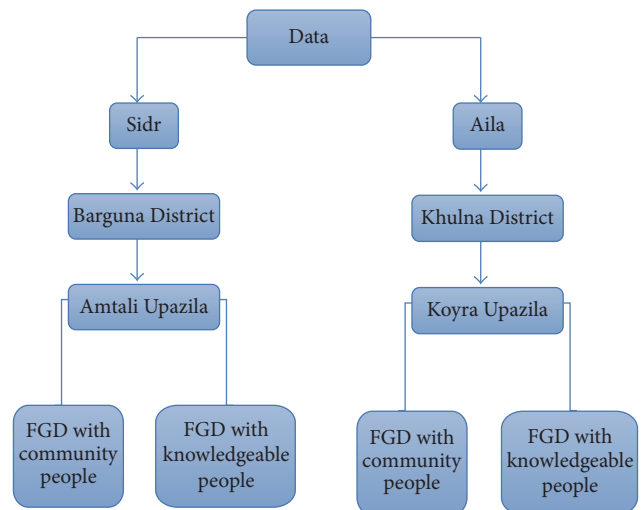 Data
Sidr
Aila
Barguna District
Khulna District
Amtali Upazila
Koyra Upazila
FGD with
community
people
FGD with
knowledgeable
people
FGD with
community
people
FGD with
knowledgeable
people